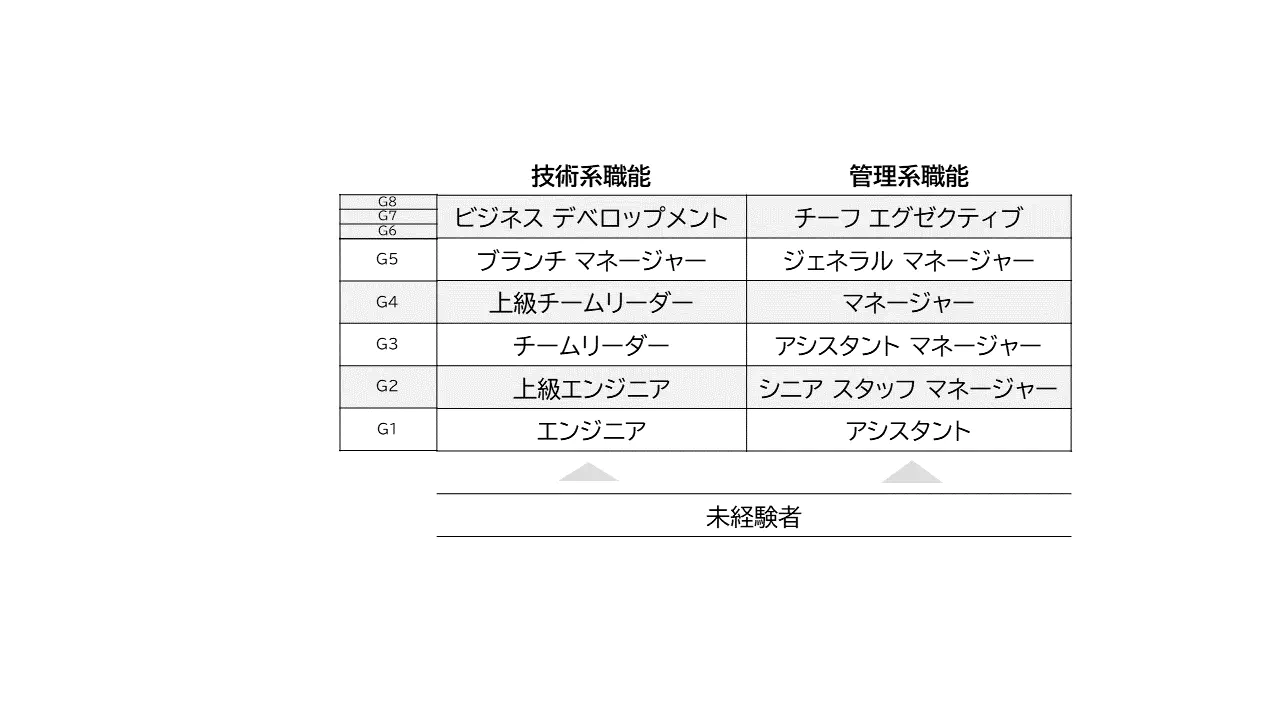 技術系職能 管理系職能
G8
G7 ビジネス デベロップメント チーフ エグゼクティブ
G6
G5 ブランチ マネージャー ジェネラル マネージャー
G4 上級チームリーダー マネージャー
G3 チームリーダー アシスタント マネージャー
G2 上級エンジニア シニア スタッフ マネージャー
G1 エンジニア アシスタント
未経験者